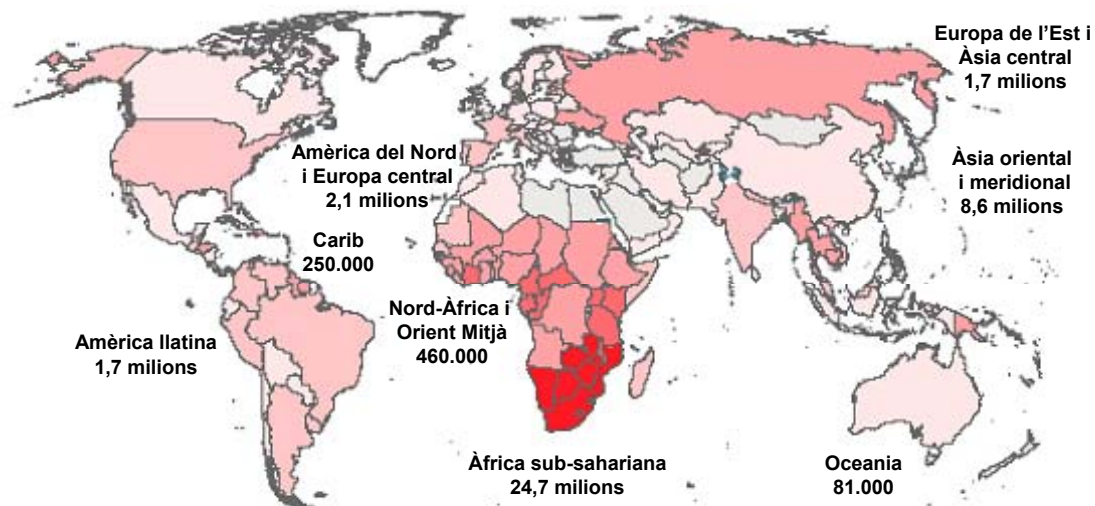 Europa de l’Est i
Àsia central
1,7 milions
Amèrica del Nord
i Europa central
2,1 milions
Àsia oriental
i meridional
8,6 milions
Carib
250.000
Nord-Àfrica i
Orient Mitjà
460.000
Amèrica llatina
1,7 milions
Àfrica sub-sahariana
24,7 milions
Oceania
81.000